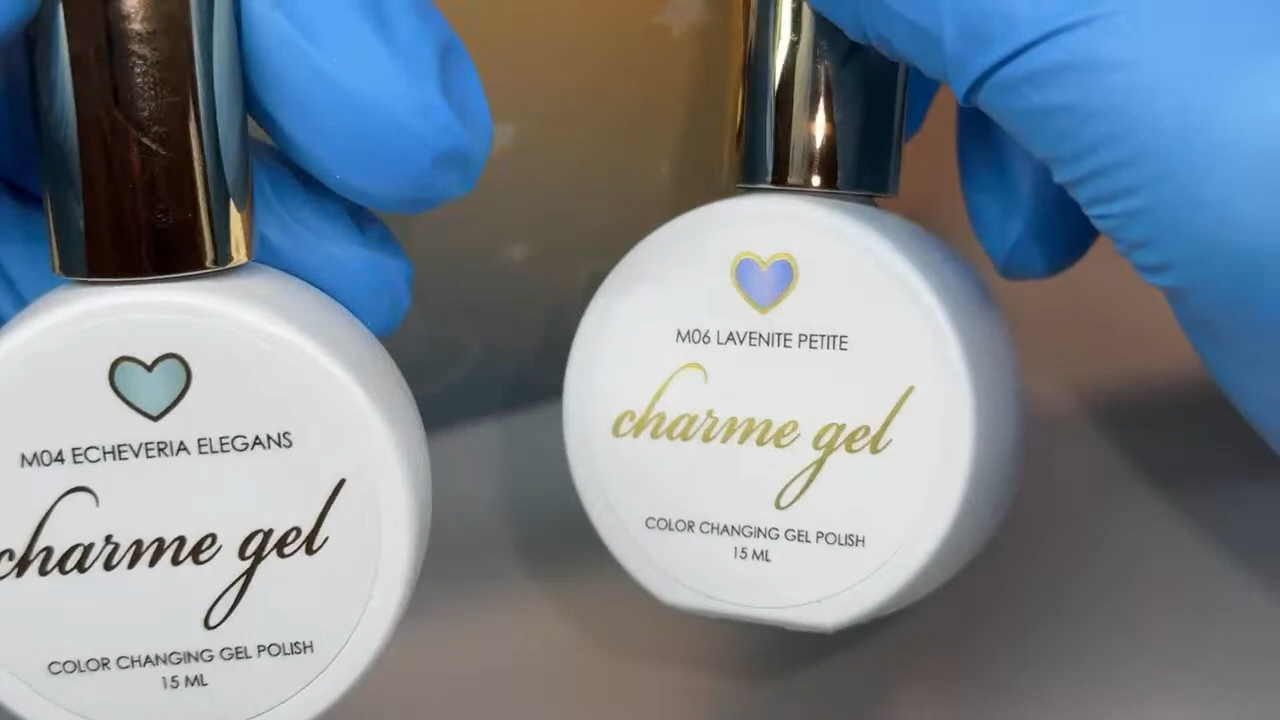 M04 ECHEVERIA ELEGANS
charme gel
COLOR CHANGING GEL POLISH
15 ML
M06 LAVENITE PETITE
charme gel
COLOR CHANGING GEL POLISH
15 ML